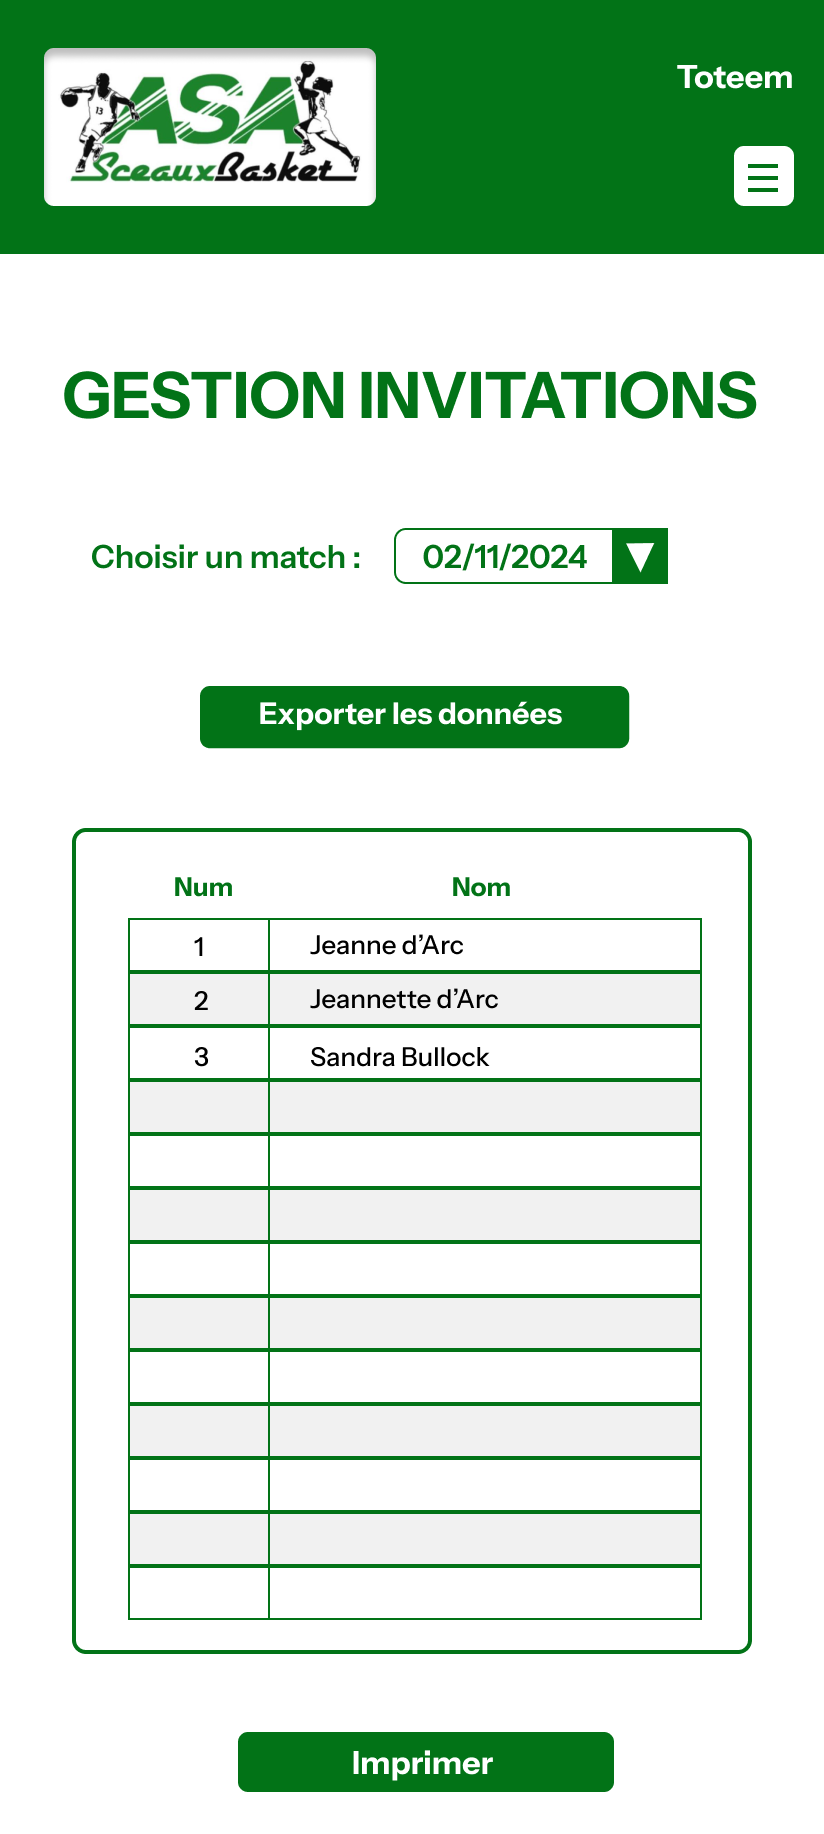 13
ASA
SceauxBasket
Toteem
GESTION INVITATIONS
Choisir un match :
02/11/2024
Exporter les données
Num Nom
1 Jeanne d’Arc
2 Jeannette d’Arc
3 Sandra Bullock
Imprimer